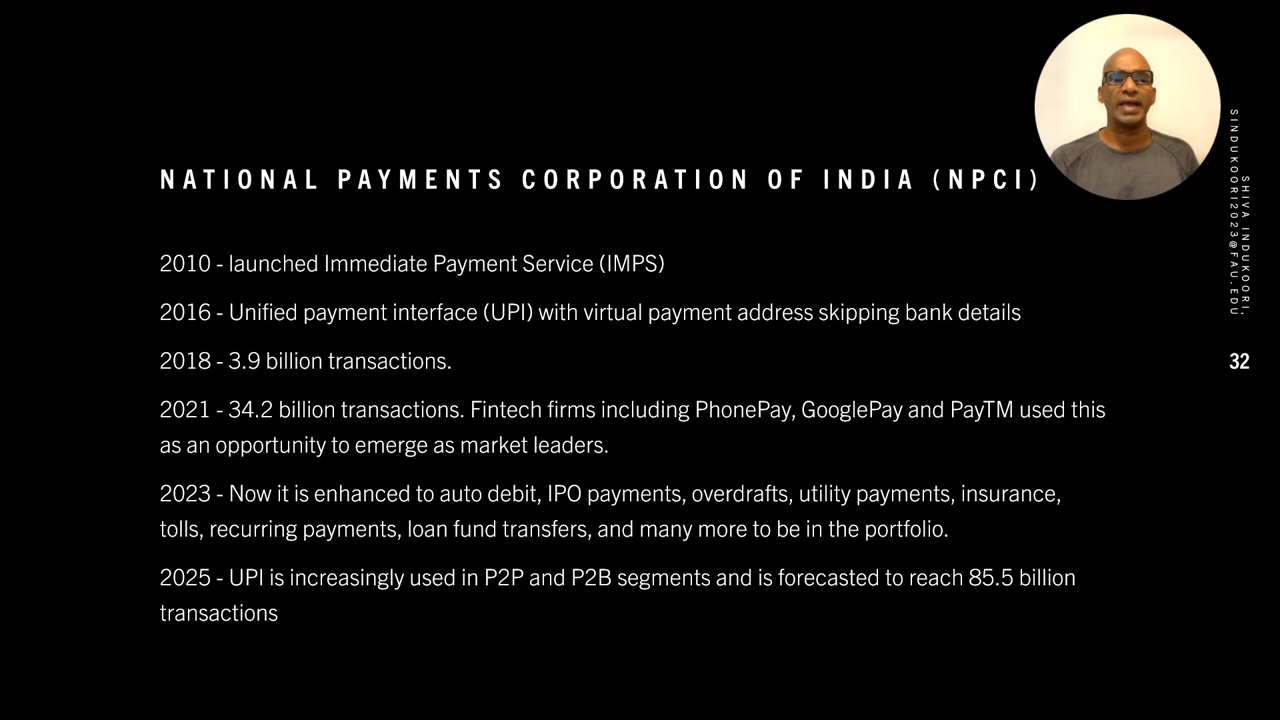 NATIONAL PAYMENTS CORPORATION OF INDIA (NPCI)
2010 - launched Immediate Payment Service (IMPS)
2016 - Unified payment interface (UPI) with virtual payment address skipping bank details
2018 - 3.9 billion transactions.
2021 - 34.2 billion transactions. Fintech firms including PhonePay, GooglePay and PayTM used this
as an opportunity to emerge as market leaders.
2023 - Now it is enhanced to auto debit, IPO payments, overdrafts, utility payments, insurance,
tolls, recurring payments, loan fund transfers, and many more to be in the portfolio.
2025 - UPI is increasingly used in P2P and P2B segments and is forecasted to reach 85.5 billion
transactions
SHIVA INDUKOORI,
SINDUKOORI2023@FAU.EDU
32